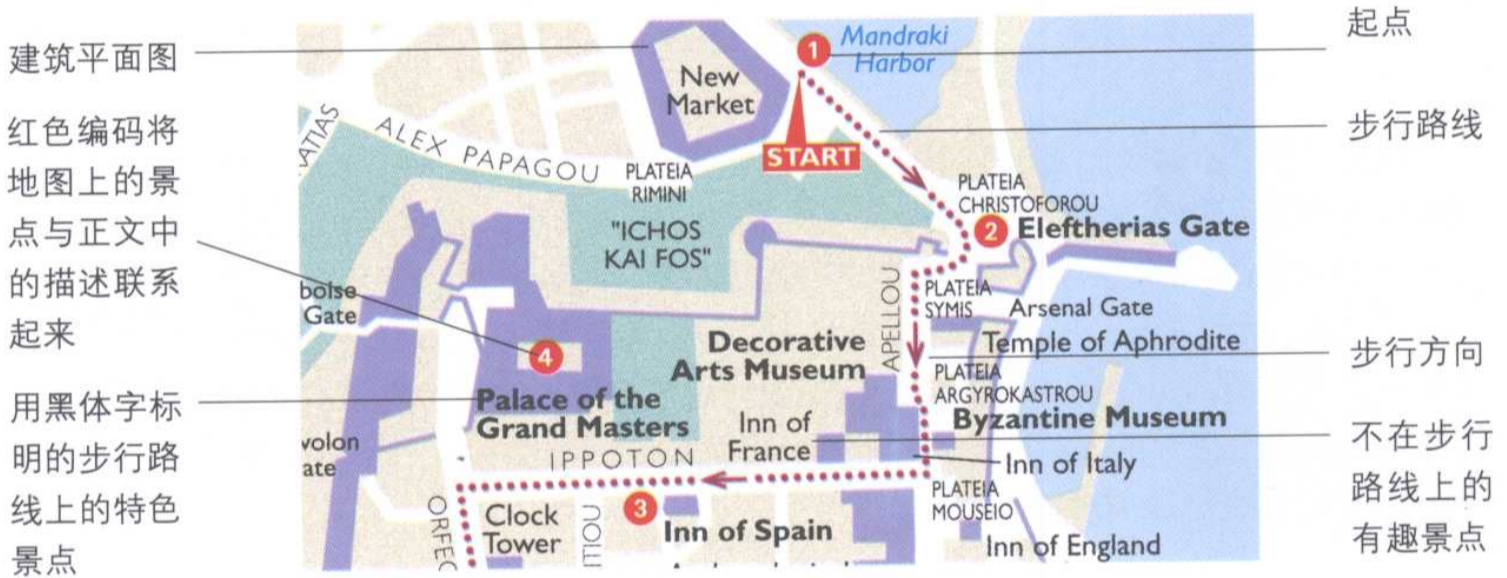 建筑平面图
红色编码将
地图上的景
点与正文中
的描述联系
起来
用黑体字标
明的步行路
线上的特色
景点
1
Mandraki
Harbor
New
Market
START
ALEX PAPAGOU
PLATEIA
RIMINI
"ICHOS
KAI FOS"
PLATEIA
CHRISTOFOROU
2
Eleftherias Gate
APELLOU
PLATEIA
SYMIS
Arsenal Gate
Temple of Aphrodite
Decorative
Arts Museum
PLATEIA
ARGYROKASTROU
Byzantine Museum
4
Palace of the
Grand Masters
Gate
Inn of
France
IPPOTON
Inn of Italy
PLATEIA
MOUSEIO
3
Inn of Spain
Clock
Tower
Inn of England
起点
步行路线
步行方向
不在步行
路线上的
有趣景点